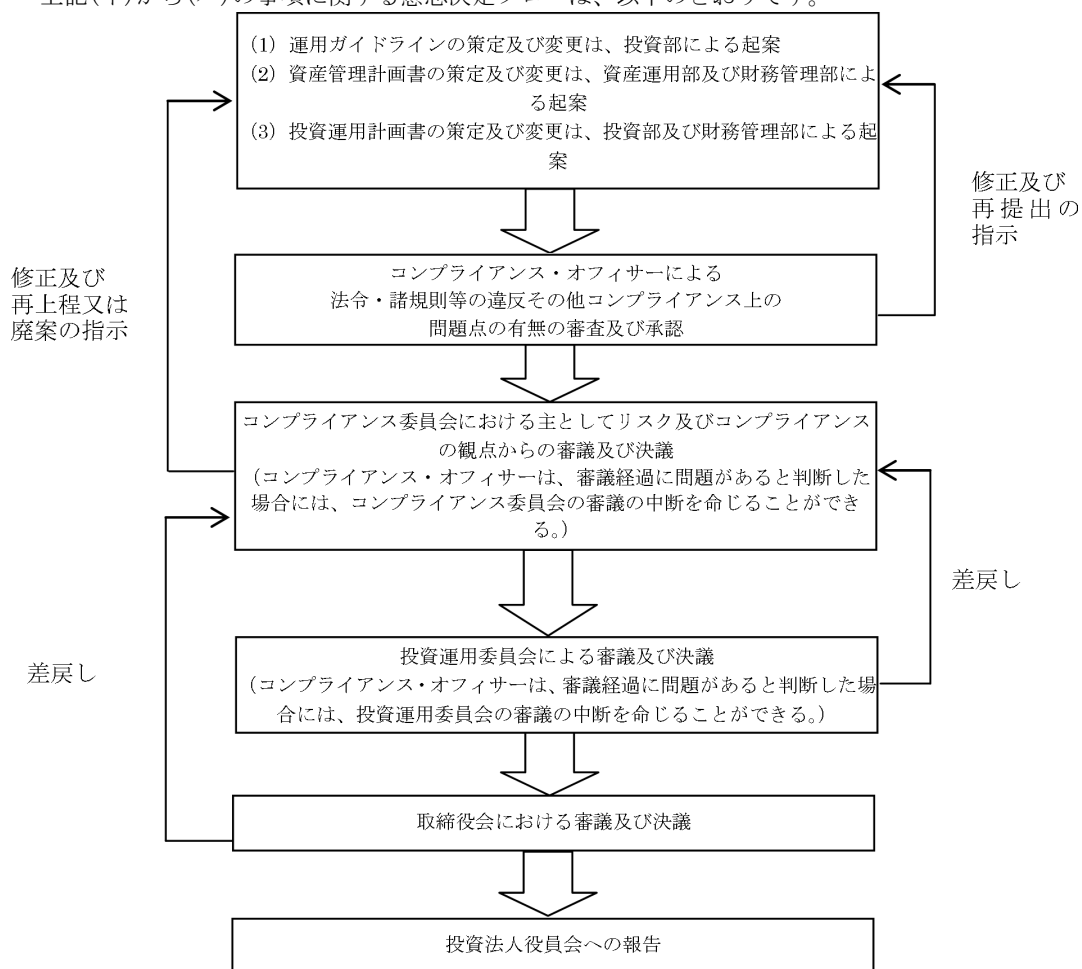 (1) 運用ガイドラインの策定及び変更は、投資部による起案
(2) 資産管理計画書の策定及び変更は、資産運用部及び財務管理部によ
る起案
(3) 投資運用計画書の策定及び変更は、投資部及び財務管理部による起
案
修正及び
再提出の
指示
コンプライアンス・オフィサーによる
法令・諸規則等の違反その他コンプライアンス上の
問題点の有無の審査及び承認
修正及び
再上程又は
廃案の指示
コンプライアンス委員会における主としてリスク及びコンプライアンス
の観点からの審議及び決議
(コンプライアンス・オフィサーは、審議経過に問題があると判断した
場合には、コンプライアンス委員会の審議の中断を命じることができ
る。)
差戻し
投資運用委員会による審議及び決議
(コンプライアンス・オフィサーは、審議経過に問題があると判断した場
合には、投資運用委員会の審議の中断を命じることができる。)
差戻し
取締役会における審議及び決議
投資法人役員会への報告